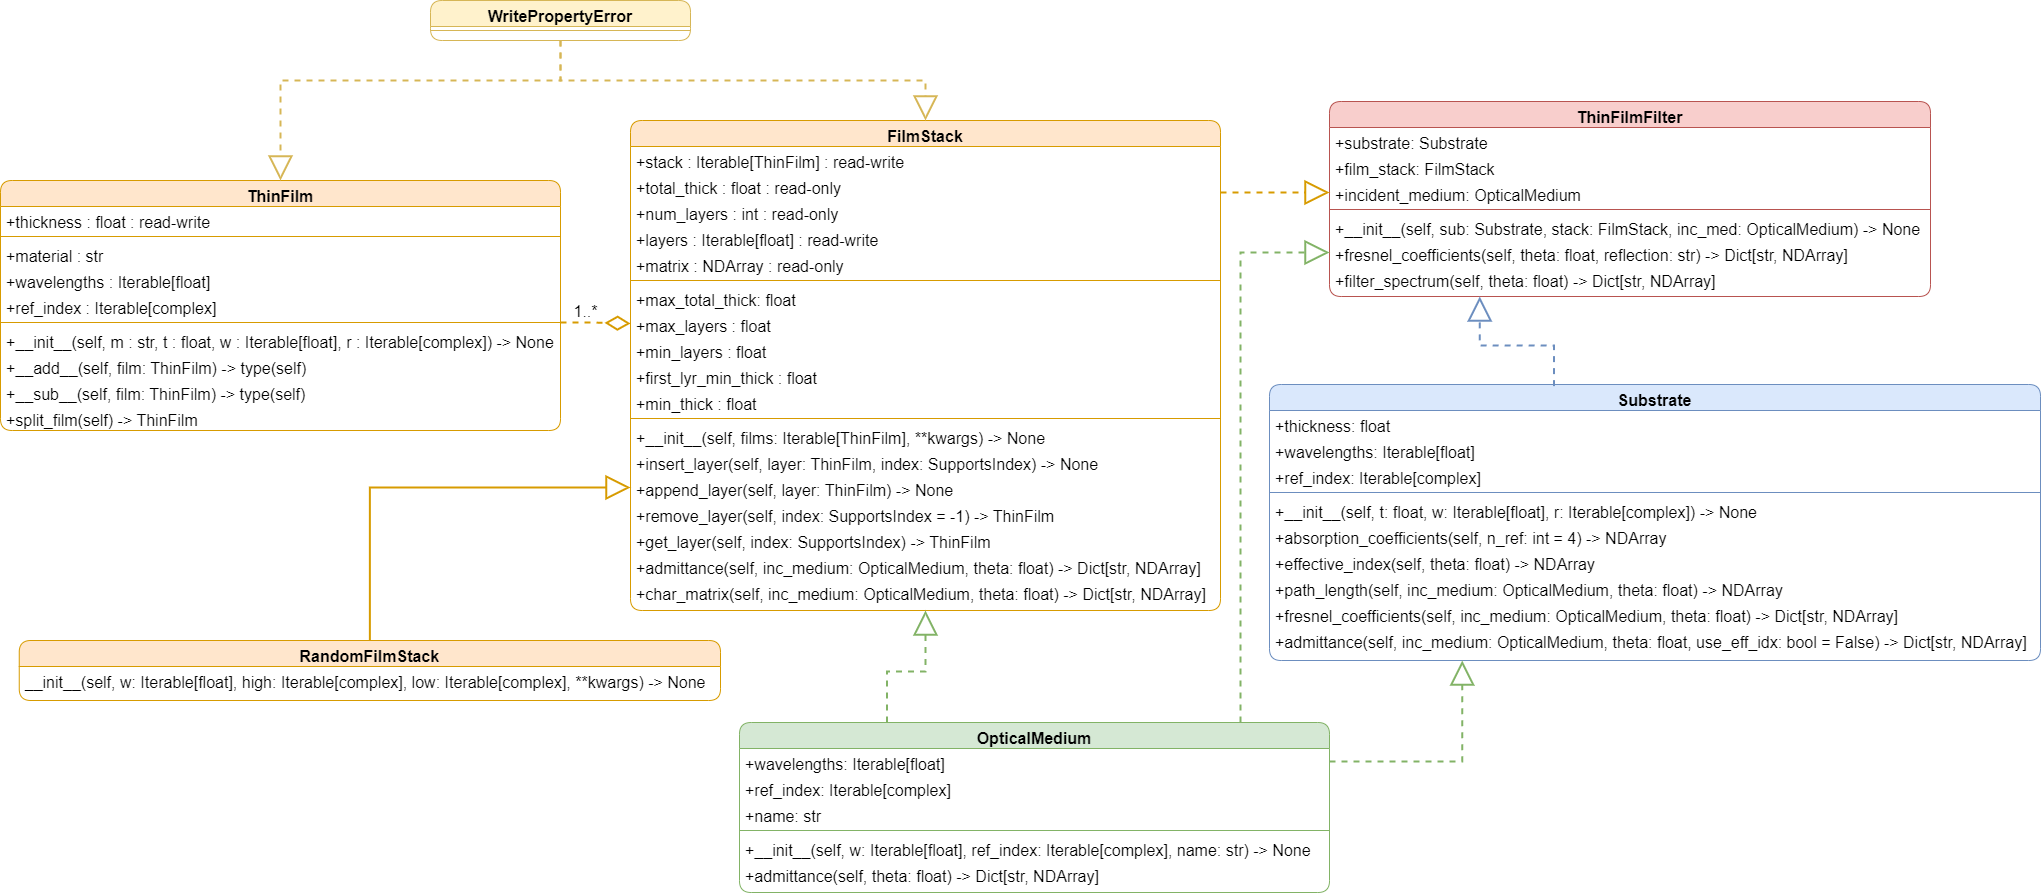 WritePropertyError
ThinFilm
+thickness : float : read-write
+material : str
+wavelengths : Iterable[float]
+ref_index : Iterable[complex]
+__init__(self, m : str, t : float, w : Iterable[float], r : Iterable[complex]) -> None
+__add__(self, film: ThinFilm) -> type(self)
+__sub__(self, film: ThinFilm) -> type(self)
+split_film(self) -> ThinFilm
1..*
FilmStack
+stack : Iterable[ThinFilm] : read-write
+total_thick : float : read-only
+num_layers : int : read-only
+layers : Iterable[float] : read-write
+matrix : NDArray : read-only
+max_total_thick: float
+max_layers : float
+min_layers : float
+first_lyr_min_thick : float
+min_thick : float
+__init__(self, films: Iterable[ThinFilm], **kwargs) -> None
+insert_layer(self, layer: ThinFilm, index: SupportsIndex) -> None
+append_layer(self, layer: ThinFilm) -> None
+remove_layer(self, index: SupportsIndex = -1) -> ThinFilm
+get_layer(self, index: SupportsIndex) -> ThinFilm
+admittance(self, inc_medium: OpticalMedium, theta: float) -> Dict[str, NDArray]
+char_matrix(self, inc_medium: OpticalMedium, theta: float) -> Dict[str, NDArray]
ThinFilmFilter
+substrate: Substrate
+film_stack: FilmStack
+incident_medium: OpticalMedium
+__init__(self, sub: Substrate, stack: FilmStack, inc_med: OpticalMedium) -> None
+fresnel_coefficients(self, theta: float, reflection: str) -> Dict[str, NDArray]
+filter_spectrum(self, theta: float) -> Dict[str, NDArray]
Substrate
+thickness: float
+wavelengths: Iterable[float]
+ref_index: Iterable[complex]
+__init__(self, t: float, w: Iterable[float], r: Iterable[complex]) -> None
+absorption_coefficients(self, n_ref: int = 4) -> NDArray
+effective_index(self, theta: float) -> NDArray
+path_length(self, inc_medium: OpticalMedium, theta: float) -> NDArray
+fresnel_coefficients(self, inc_medium: OpticalMedium, theta: float) -> Dict[str, NDArray]
+admittance(self, inc_medium: OpticalMedium, theta: float, use_eff_idx: bool = False) -> Dict[str, NDArray]
RandomFilmStack
__init__(self, w: Iterable[float], high: Iterable[complex], low: Iterable[complex], **kwargs) -> None
OpticalMedium
+wavelengths: Iterable[float]
+ref_index: Iterable[complex]
+name: str
+__init__(self, w: Iterable[float], ref_index: Iterable[complex], name: str) -> None
+admittance(self, theta: float) -> Dict[str, NDArray]